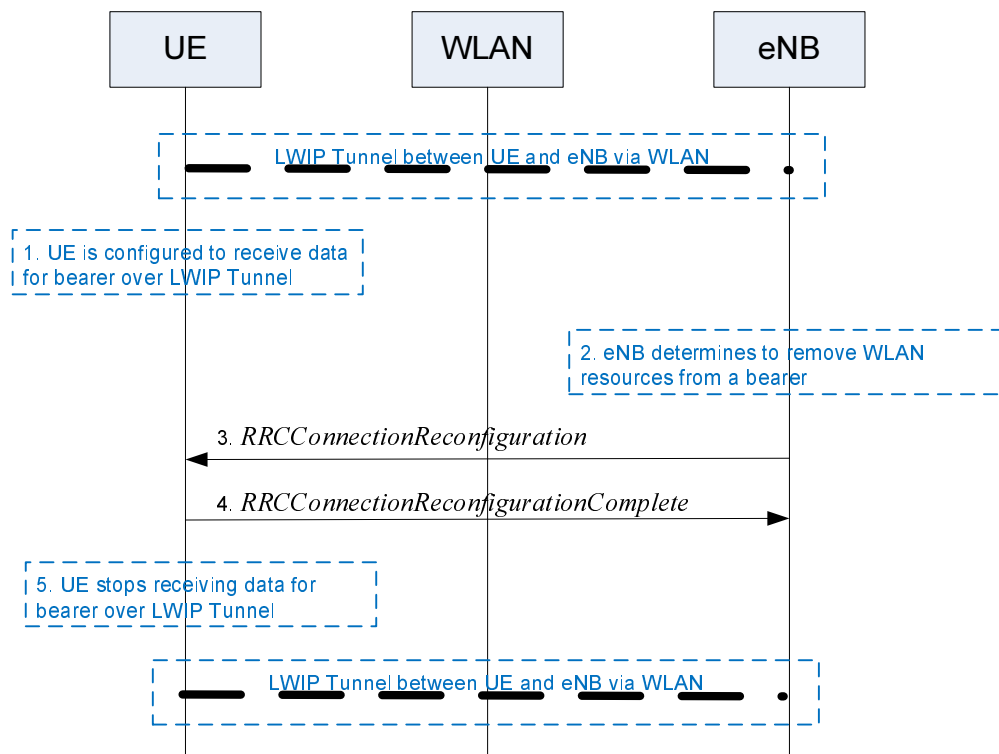 UE
WLAN
eNB
LWIP Tunnel between UE and eNB via WLAN
1. UE is configured to receive data
for bearer over LWIP Tunnel
2. eNB determines to remove WLAN
resources from a bearer
3. RRCConnectionReconfiguration
4. RRCConnectionReconfigurationComplete
5. UE stops receiving data for
bearer over LWIP Tunnel
LWIP Tunnel between UE and eNB via WLAN